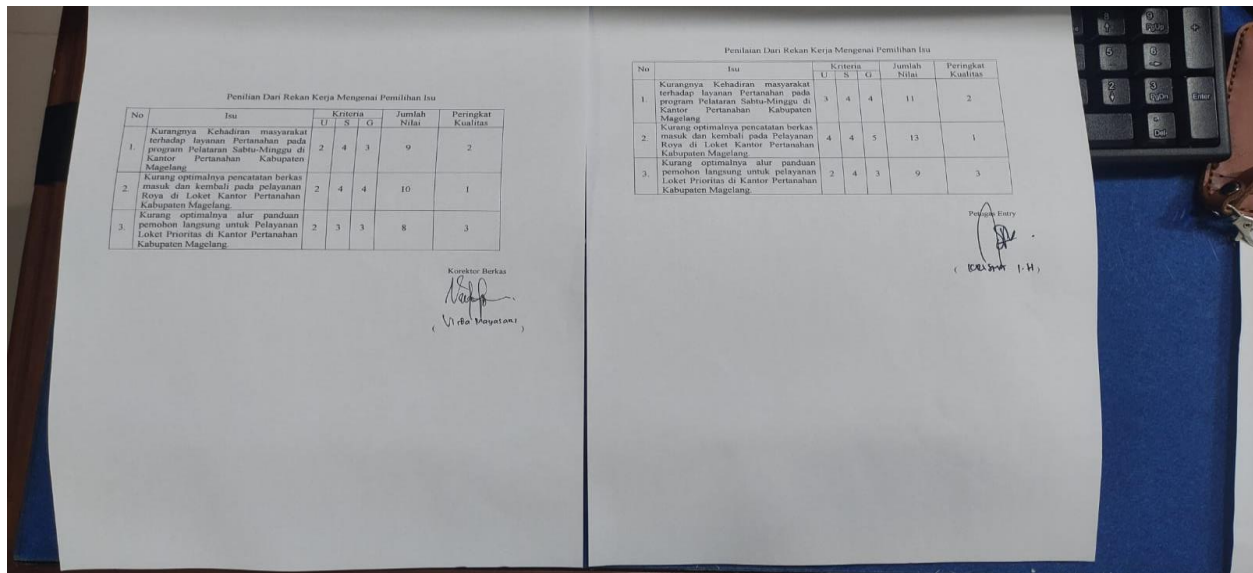 Penilian Dari Rekan Kerja Mengenai Pemilihan Isu
No Isu Kriteria Jumlah Nilai Peringkat Kualitas
U S G
1. Kurangnya Kehadiran masyarakat
terhadap layanan Pertanahan pada
program Pelataran Sabtu-Minggu di
Kantor Pertanahan Kabupaten
Magelang
2 4 3 9 2
2. Kurang optimalnya pencatatan berkas
masuk dan kembali pada pelayanan
Roya di Loket Kantor Pertanahan
Kabupaten Magelang.
2 4 4 10 1
3. Kurang optimalnya alur panduan
pemohon langsung untuk Pelayanan
Loket Prioritas di Kantor Pertanahan
Kabupaten Magelang.
2 3 3 8 3
Korektor Berkas
( Virta Mayasari )
Penilaian Dari Rekan Kerja Mengenai Pemilihan Isu
No Isu Kriteria Jumlah Nilai Peringkat Kualitas
U S G
1. Kurangnya Kehadiran masyarakat
terhadap layanan Pertanahan pada
program Pelataran Sabtu-Minggu di
Kantor Pertanahan Kabupaten
Magelang
3 4 4 11 2
2. Kurang optimalnya pencatatan berkas
masuk dan kembali pada Pelayanan
Roya di Loket Kantor Pertanahan
Kabupaten Magelang.
4 4 5 13 1
3. Kurang optimalnya alur panduan
pemohon langsung untuk pelayanan
Loket Prioritas di Kantor Pertanahan
Kabupaten Magelang.
2 4 3 9 3
Petugas Entry
( I.H )
5
2
3
PgDn
Enter
Del